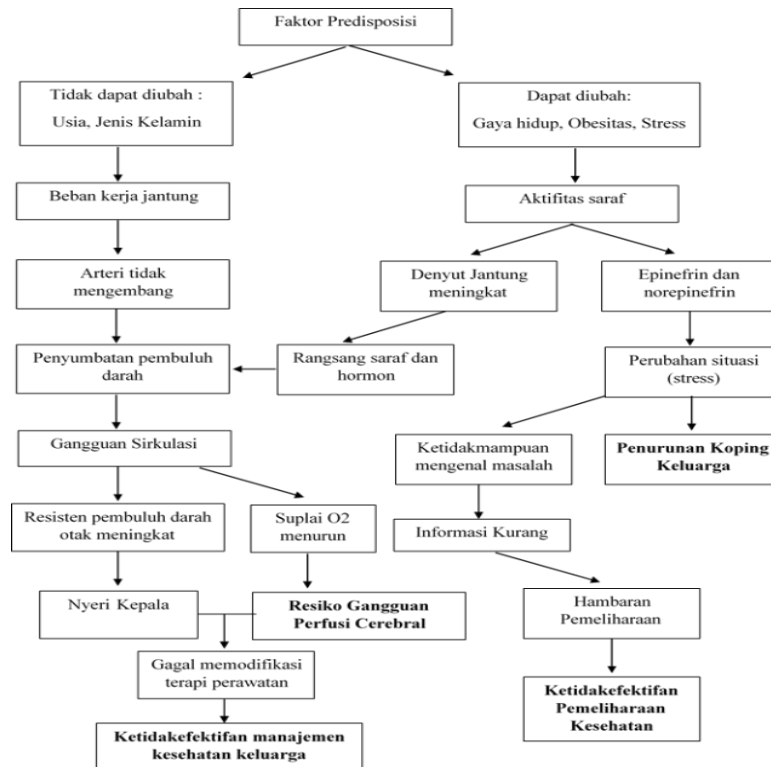 Faktor Predisposisi
Tidak dapat diubah :
Usia, Jenis Kelamin
Dapat diubah:
Gaya hidup, Obesitas, Stress
Beban kerja jantung
Aktifitas saraf
Arteri tidak
mengembang
Denyut Jantung
meningkat
Epinefrin dan
norepinefrin
Penyumbatan pembuluh
darah
Rangsang saraf dan
hormon
Perubahan situasi
(stress)
Gangguan Sirkulasi
Ketidakmampuan
mengenal masalah
Penurunan Koping
Keluarga
Resisten pembuluh darah
otak meningkat
Suplai O2
menurun
Informasi Kurang
Nyeri Kepala
Resiko Gangguan
Perfusi Cerebral
Hambaran
Pemeliharaan
Gagal memodifikasi
terapi perawatan
Ketidakefektifan
Pemeliharaan
Kesehatan
Ketidakefektifan manajemen
kesehatan keluarga